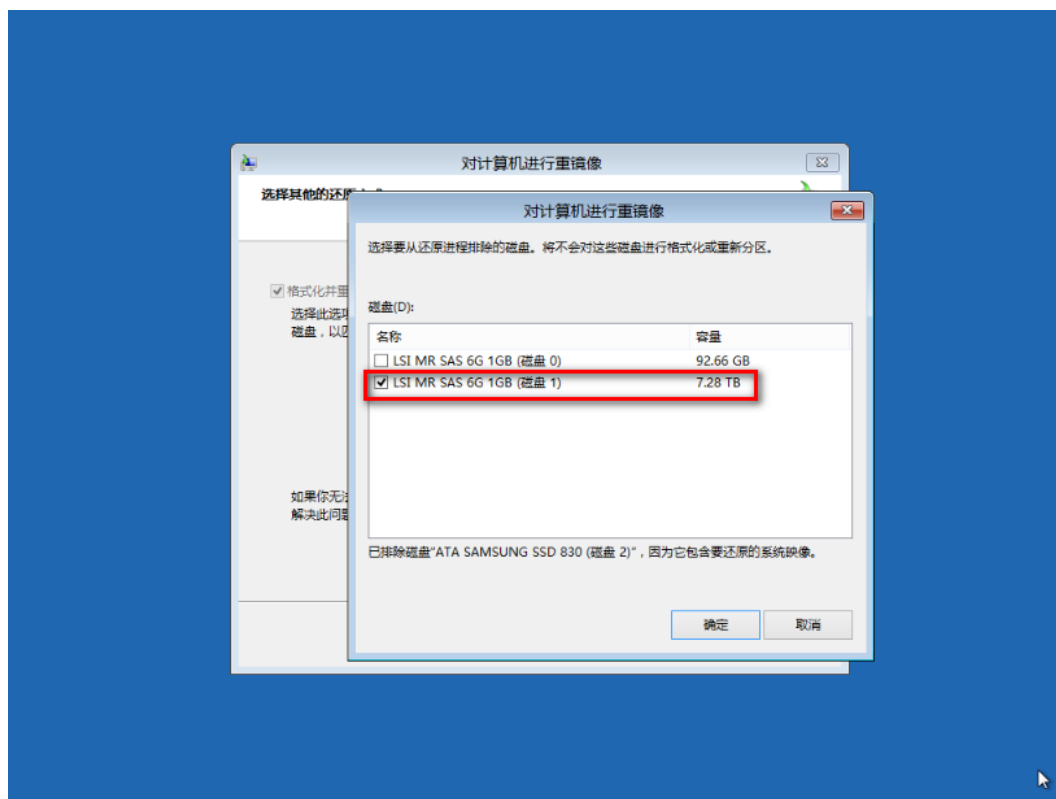 对计算机进行重镜像
选择其他的还原
对计算机进行重镜像
选择要从还原进程排除的磁盘。将不会对这些磁盘进行格式化或重新分区。
格式化并重
选择此选项
磁盘，以匹
磁盘(D):
名称 容量
LSI MR SAS 6G 1GB (磁盘 0) 92.66 GB
LSI MR SAS 6G 1GB (磁盘 1) 7.28 TB
如果你无法
解决此问题
已排除磁盘"ATA SAMSUNG SSD 830 (磁盘 2)"，因为它包含要还原的系统映像。
确定 取消